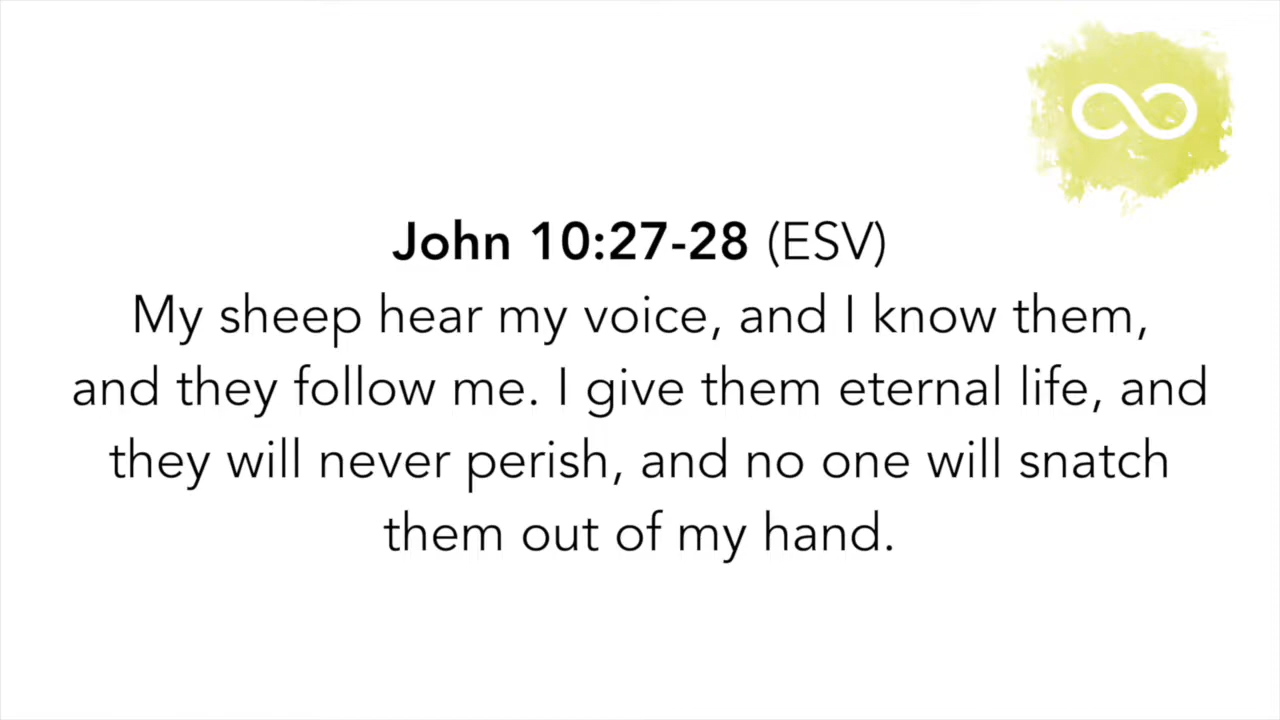 John 10:27-28 (ESV)
My sheep hear my voice, and I know them,
and they follow me. I give them eternal life, and
they will never perish, and no one will snatch
them out of my hand.